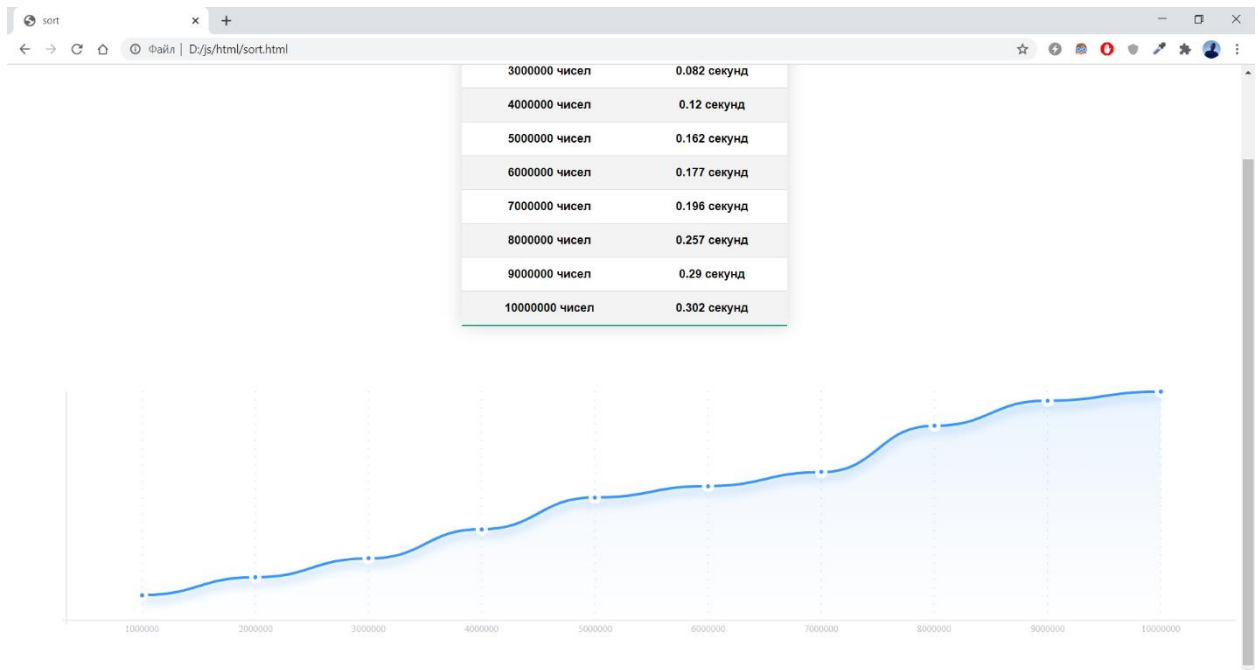 sort
Файл | D:/js/html/sort.html
3000000 чисел 0.082 секунд
4000000 чисел 0.12 секунд
5000000 чисел 0.162 секунд
6000000 чисел 0.177 секунд
7000000 чисел 0.196 секунд
8000000 чисел 0.257 секунд
9000000 чисел 0.29 секунд
10000000 чисел 0.302 секунд
1000000 2000000 3000000 4000000 5000000 6000000 7000000 8000000 9000000 10000000